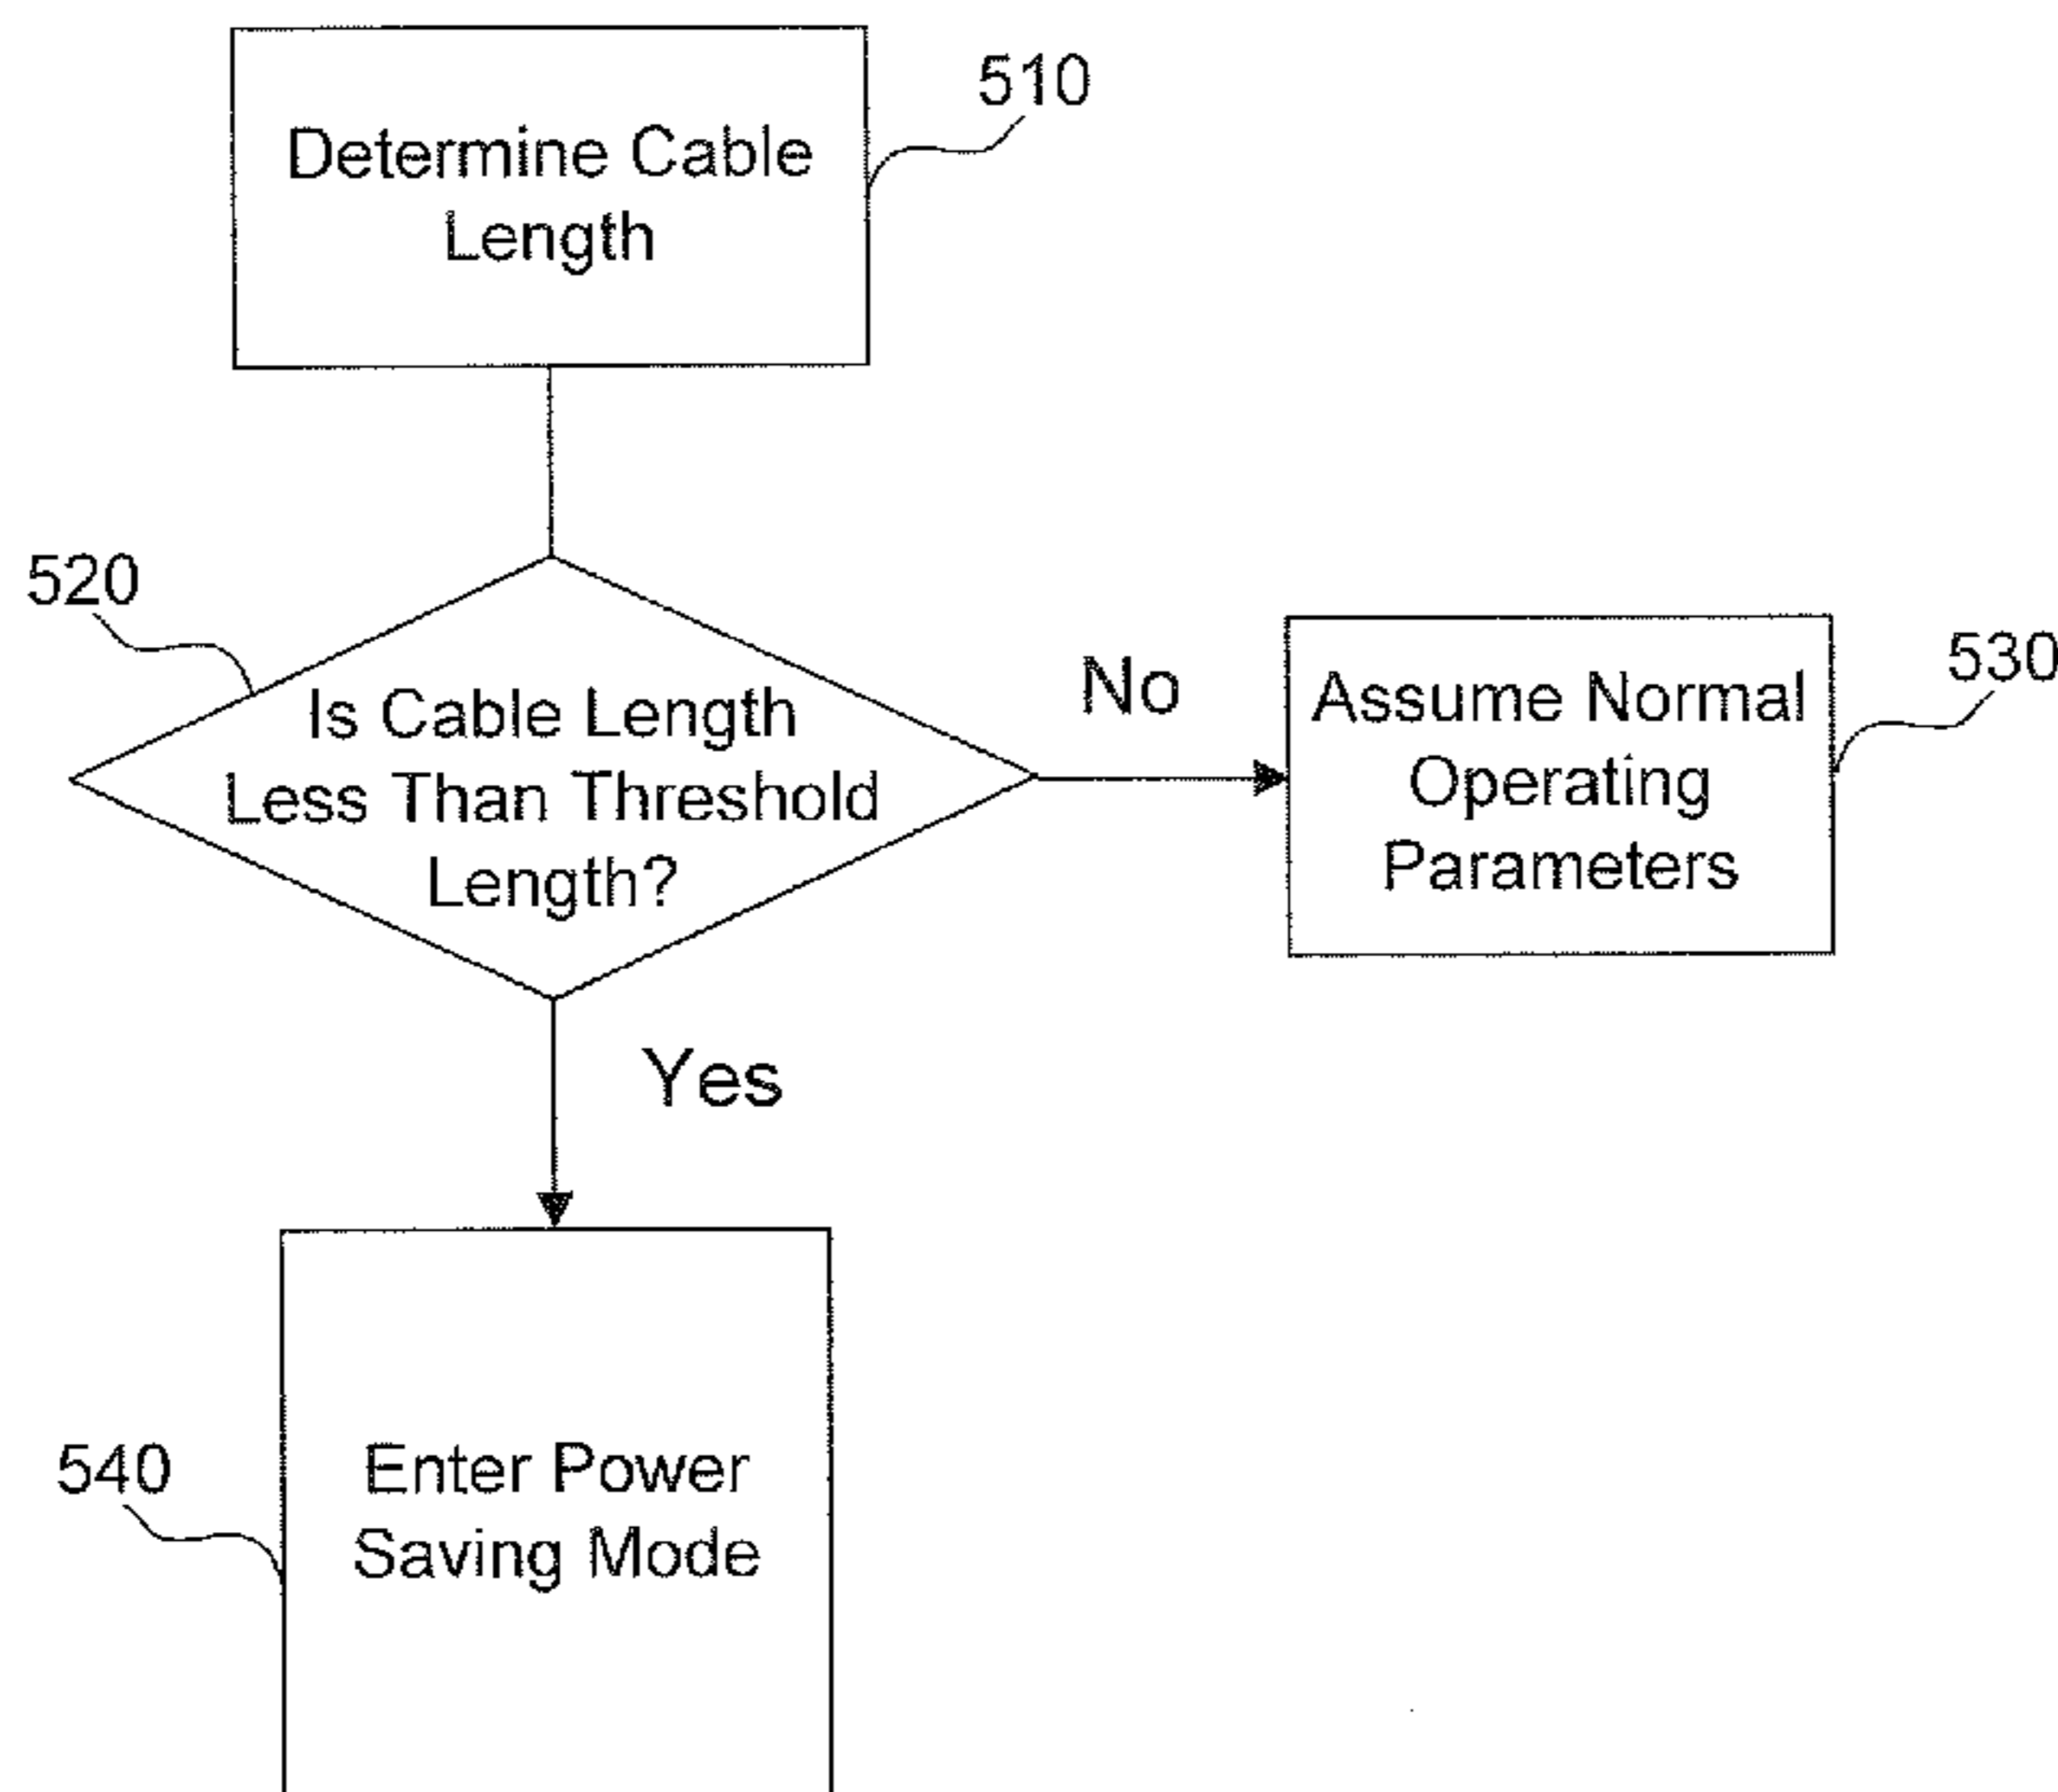 Determine Cable
Length
510
520
Is Cable Length
Less Than Threshold
Length?
No
Assume Normal
Operating
Parameters
530
Yes
540
Enter Power
Saving Mode